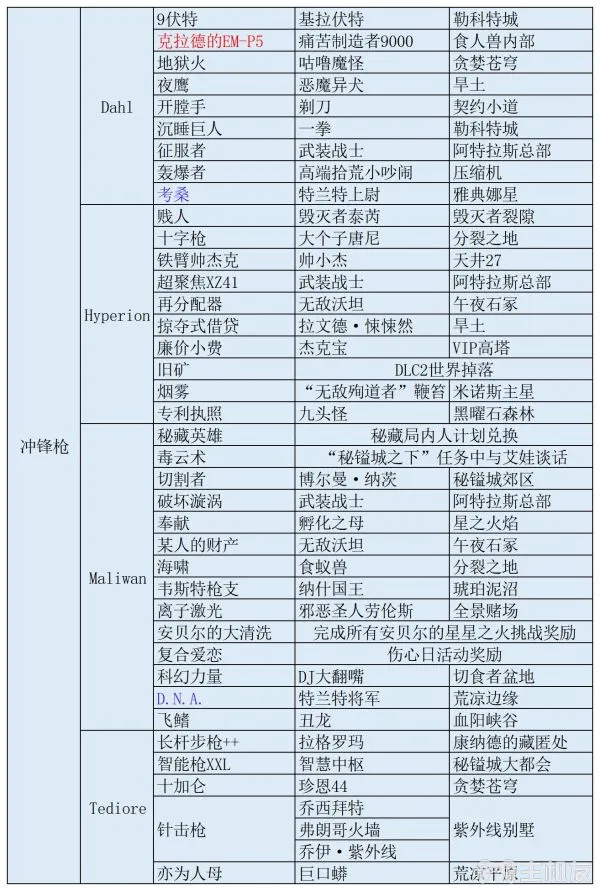 冲锋枪
Dahl
9伏特 基拉伏特 勒科特城
克拉德的EM-P5 痛苦制造者9000 食人兽内部
地狱火 咕噜魔怪 贪婪苍穹
夜鹰 恶魔异犬 旱土
开膛手 剃刀 契约小道
沉睡巨人 一拳 勒科特城
征服者 武装战士 阿特拉斯总部
轰爆者 高端拾荒小吵闹 压缩机
考桑 特兰特上尉 雅典娜星
Hyperion
贱人 毁灭者泰芮 毁灭者裂隙
十字枪 大个子唐尼 分裂之地
铁臂帅杰克 帅小杰 天井27
超聚焦XZ41 武装战士 阿特拉斯总部
再分配器 无敌沃坦 午夜石冢
掠夺式借贷 拉文德·悚悚然 旱土
廉价小费 杰克宝 VIP高塔
旧矿 DLC2世界掉落
烟雾 “无敌殉道者”鞭笞 米诺斯主星
专利执照 九头怪 黑曜石森林
Maliwan
秘藏英雄 秘藏局内人计划兑换
毒云术 “秘镒城之下”任务中与艾娃谈话
切割者 博尔曼·纳茨 秘镒城郊区
破坏漩涡 武装战士 阿特拉斯总部
奉献 孵化之母 星之火焰
某人的财产 无敌沃坦 午夜石冢
海啸 食蚁兽 分裂之地
韦斯特枪支 纳什国王 琥珀泥沼
离子激光 邪恶圣人劳伦斯 全景赌场
安贝尔的大清洗 完成所有安贝尔的星星之火挑战奖励
复合爱恋 伤心日活动奖励
科幻力量 DJ大翻嘴 切食者盆地
D.N.A. 特兰特将军 荒凉边缘
飞鳍 丑龙 血阳峡谷
Tediore
长杆步枪++ 拉格罗玛 康纳德的藏匿处
智能枪XXL 智慧中枢 秘镒城大都会
十加仑 珍恩44 贪婪苍穹
针击枪 乔西拜特 紫外线别墅
弗朗哥火墙
乔伊·紫外线
亦为人母 巨口蟒